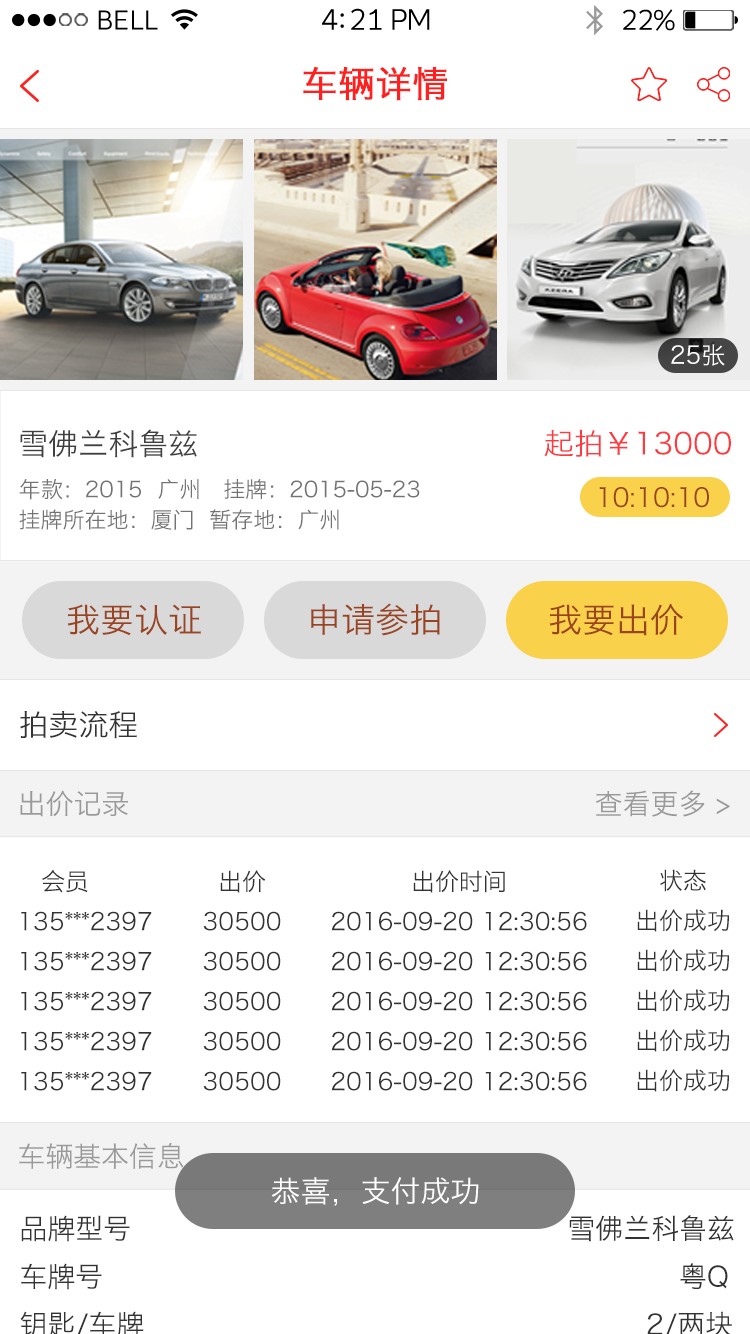 BELL 4:21 PM 22%
车辆详情
AZERA
25张
雪佛兰科鲁兹 起拍￥13000
年款：2015 广州 挂牌：2015-05-23
10:10:10
挂牌所在地：厦门 暂存地：广州
我要认证 申请参拍 我要出价
拍卖流程
出价记录 查看更多 >
会员 出价 出价时间 状态
135***2397 30500 2016-09-20 12:30:56 出价成功
135***2397 30500 2016-09-20 12:30:56 出价成功
135***2397 30500 2016-09-20 12:30:56 出价成功
135***2397 30500 2016-09-20 12:30:56 出价成功
135***2397 30500 2016-09-20 12:30:56 出价成功
车辆基本信息
恭喜，支付成功
品牌型号 雪佛兰科鲁兹
车牌号 粤Q
钥匙/车牌 2/两块